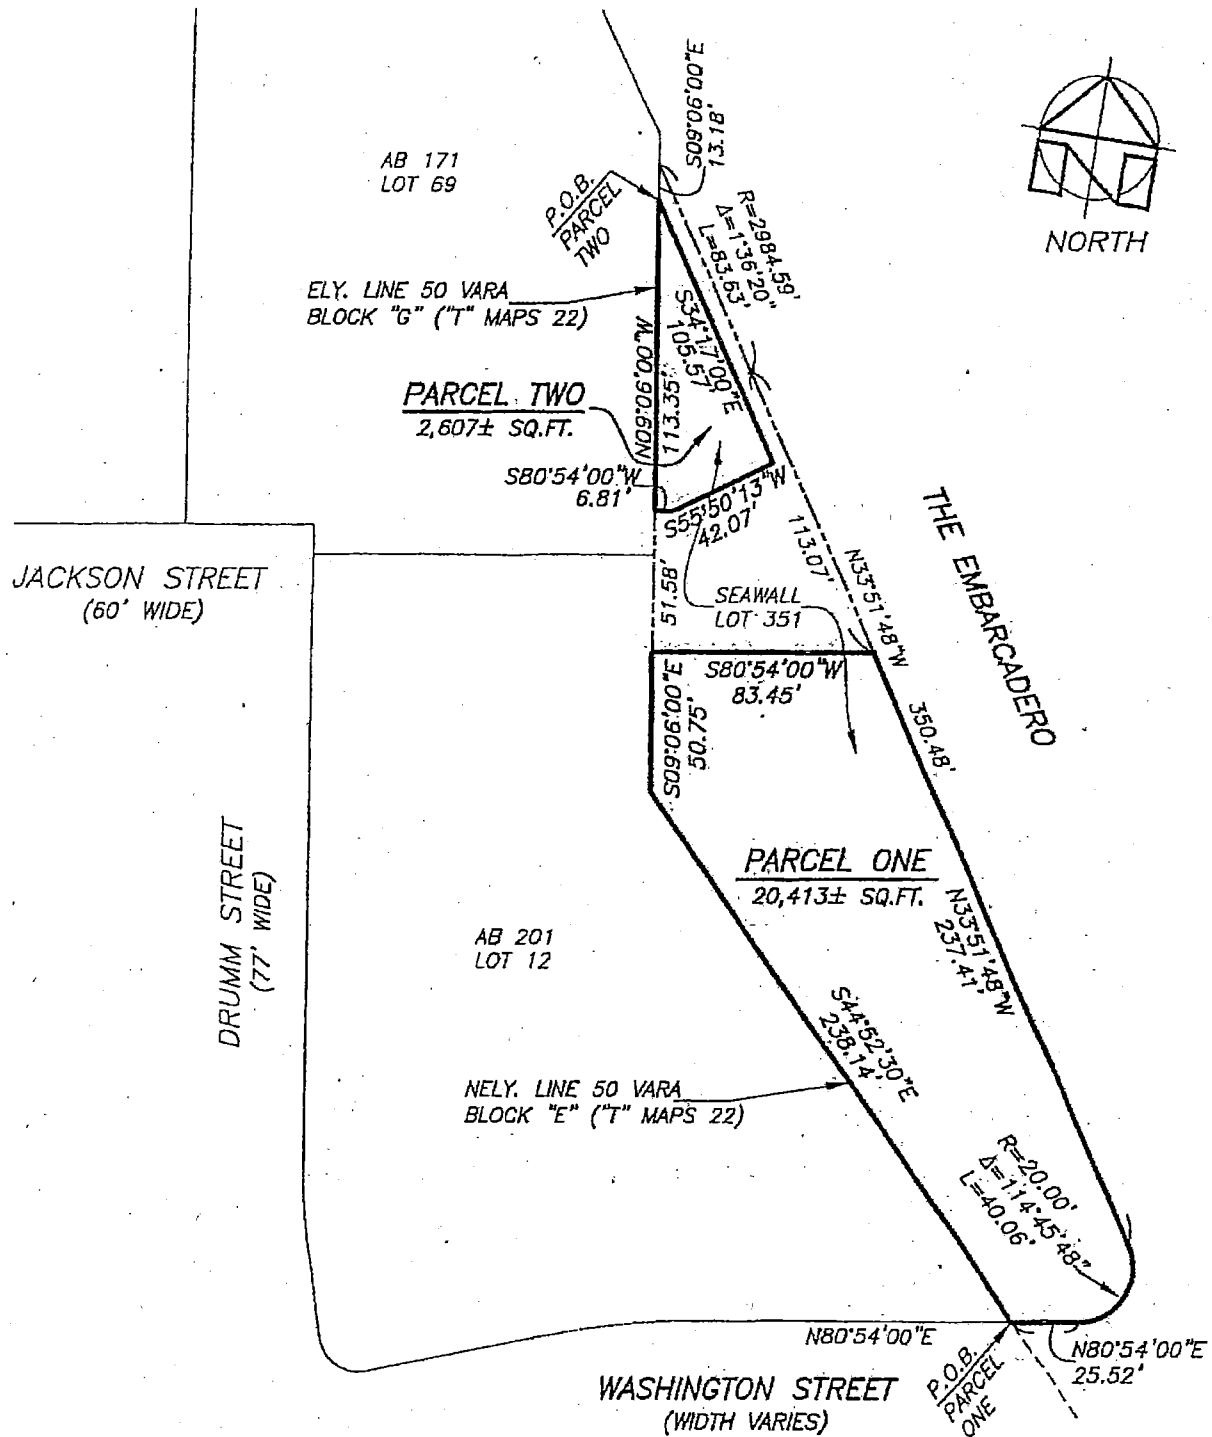 S09°06'00"E
13.18'
AB 171
LOT 69
P.O.B.
PARCEL
TWO
R=2984.59'
Δ=1°36'20"
L=83.63'
NORTH
ELY. LINE 50 VARA
BLOCK "G" ("T" MAPS 22)
N09°06'00"W
113.35'
S34°17'00"E
105.57'
PARCEL TWO
2,607± SQ.FT.
S80°54'00"W
6.81'
S55°50'13"W
42.07'
113.07'
N33°51'48"W
350.48'
THE EMBARCADERO
JACKSON STREET
(60' WIDE)
51.58'
SEAWALL
LOT 351
S80°54'00"W
83.45'
S09°06'00"E
50.75'
PARCEL ONE
20,413± SQ.FT.
N33°51'48"W
237.41'
DRUMM STREET
(77' WIDE)
AB 201
LOT 12
S44°52'30"E
238.14'
NELY. LINE 50 VARA
BLOCK "E" ("T" MAPS 22)
R=20.00'
Δ=114°45'48"
L=40.06'
N80°54'00"E
N80°54'00"E
25.52'
P.O.B.
PARCEL
ONE
WASHINGTON STREET
(WIDTH VARIES)